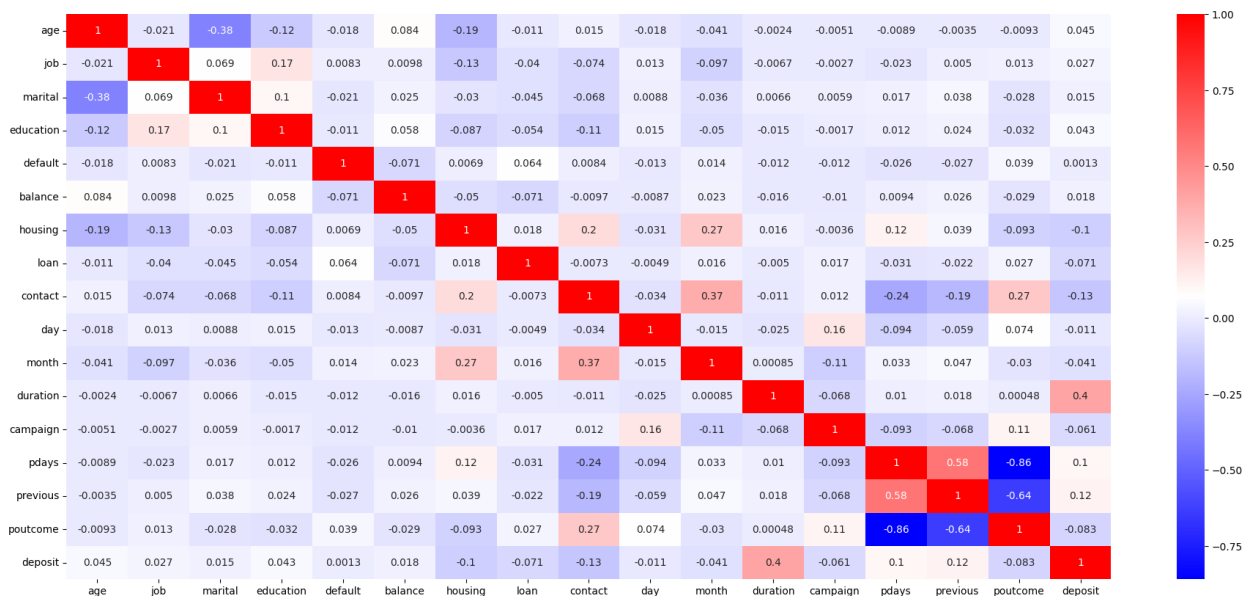 age 1 -0.021 -0.38 -0.12 -0.018 0.084 -0.19 -0.011 0.015 -0.018 -0.041 -0.0024 -0.0051 -0.0089 -0.0035 -0.0093 0.045
job -0.021 1 0.069 0.17 0.0083 0.0098 -0.13 -0.04 -0.074 0.013 -0.097 -0.0067 -0.0027 -0.023 0.005 0.013 0.027
marital -0.38 0.069 1 0.1 -0.021 0.025 -0.03 -0.045 -0.068 0.0088 -0.036 0.0066 0.0059 0.017 0.038 -0.028 0.015
education -0.12 0.17 0.1 1 -0.011 0.058 -0.087 -0.054 -0.11 0.015 -0.05 -0.015 -0.0017 0.012 0.024 -0.032 0.043
default -0.018 0.0083 -0.021 -0.011 1 -0.071 0.0069 0.064 0.0084 -0.013 0.014 -0.012 -0.012 -0.026 -0.027 0.039 0.0013
balance 0.084 0.0098 0.025 0.058 -0.071 1 -0.05 -0.071 -0.0097 -0.0087 0.023 -0.016 -0.01 0.0094 0.026 -0.029 0.018
housing -0.19 -0.13 -0.03 -0.087 0.0069 -0.05 1 0.018 0.2 -0.031 0.27 0.016 -0.0036 0.12 0.039 -0.093 -0.1
loan -0.011 -0.04 -0.045 -0.054 0.064 -0.071 0.018 1 -0.0073 -0.0049 0.016 -0.005 0.017 -0.031 -0.022 0.027 -0.071
contact 0.015 -0.074 -0.068 -0.11 0.0084 -0.0097 0.2 -0.0073 1 -0.034 0.37 -0.011 0.012 -0.24 -0.19 0.27 -0.13
day -0.018 0.013 0.0088 0.015 -0.013 -0.0087 -0.031 -0.0049 -0.034 1 -0.015 -0.025 0.16 -0.094 -0.059 0.074 -0.011
month -0.041 -0.097 -0.036 -0.05 0.014 0.023 0.27 0.016 0.37 -0.015 1 0.00085 -0.11 0.033 0.047 -0.03 -0.041
duration -0.0024 -0.0067 0.0066 -0.015 -0.012 -0.016 0.016 -0.005 -0.011 -0.025 0.00085 1 -0.068 0.01 0.018 0.00048 0.4
campaign -0.0051 -0.0027 0.0059 -0.0017 -0.012 -0.01 -0.0036 0.017 0.012 0.16 -0.11 -0.068 1 -0.093 -0.068 0.11 -0.061
pdays -0.0089 -0.023 0.017 0.012 -0.026 0.0094 0.12 -0.031 -0.24 -0.094 0.033 0.01 -0.093 1 0.58 -0.86 0.1
previous -0.0035 0.005 0.038 0.024 -0.027 0.026 0.039 -0.022 -0.19 -0.059 0.047 0.018 -0.068 0.58 1 -0.64 0.12
poutcome -0.0093 0.013 -0.028 -0.032 0.039 -0.029 -0.093 0.027 0.27 0.074 -0.03 0.00048 0.11 -0.86 -0.64 1 -0.083
deposit 0.045 0.027 0.015 0.043 0.0013 0.018 -0.1 -0.071 -0.13 -0.011 -0.041 0.4 -0.061 0.1 0.12 -0.083 1
age job marital education default balance housing loan contact day month duration campaign pdays previous poutcome deposit
1.00
0.75
0.50
0.25
0.00
-0.25
-0.50
-0.75